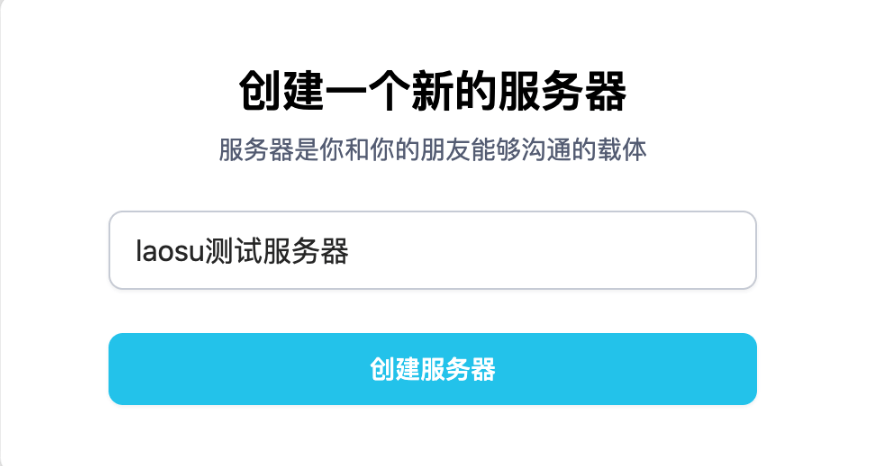 创建一个新的服务器
服务器是你和你的朋友能够沟通的载体
laosu测试服务器
创建服务器